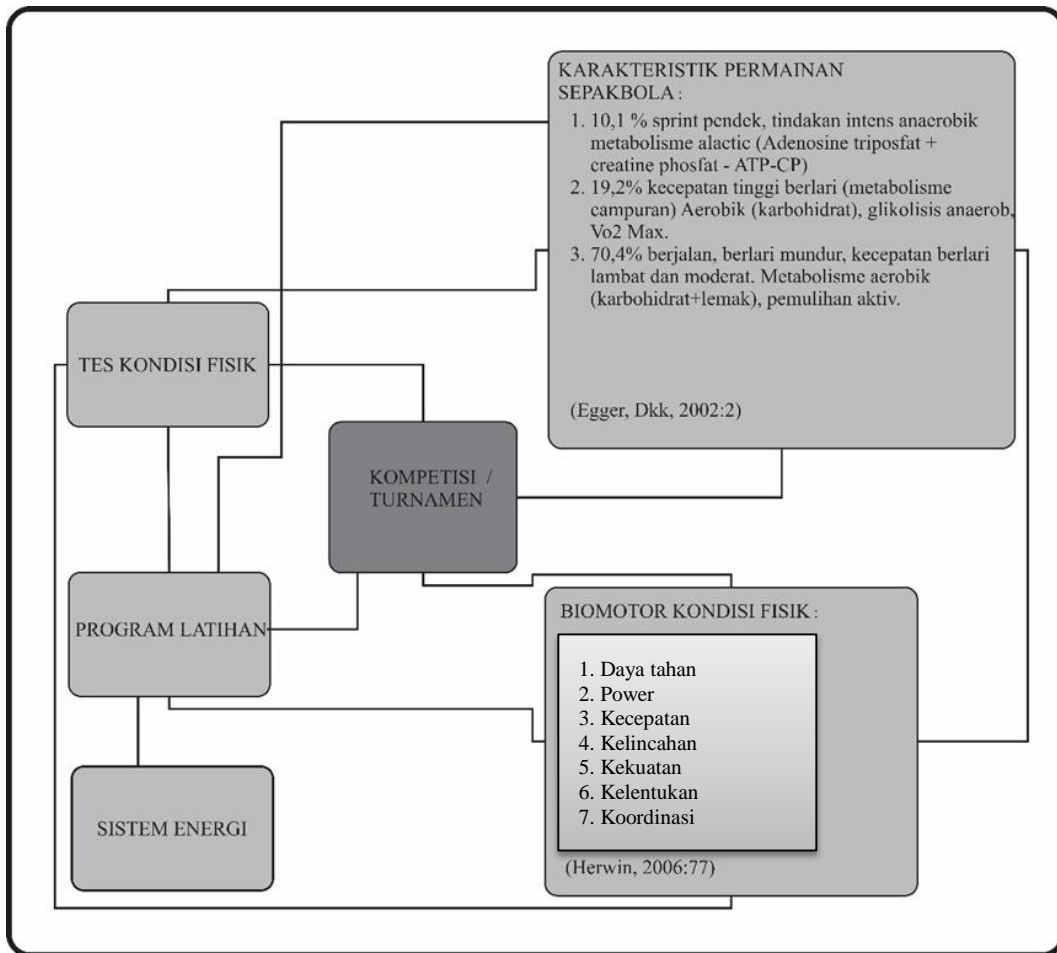 KARAKTERISTIK PERMAINAN
SEPAKBOLA :
1. 10,1 % sprint pendek, tindakan intens anaerobik
metabolisme alactic (Adenosine triposfat +
creatine phosfat - ATP-CP)
2. 19,2% kecepatan tinggi berlari (metabolisme
campuran) Aerobik (karbohidrat), glikolisis anaerob,
Vo2 Max.
3. 70,4% berjalan, berlari mundur, kecepatan berlari
lambat dan moderat. Metabolisme aerobik
(karbohidrat+lemak), pemulihan aktiv.
(Egger, Dkk, 2002:2)
TES KONDISI FISIK
KOMPETISI /
TURNAMEN
PROGRAM LATIHAN
SISTEM ENERGI
BIOMOTOR KONDISI FISIK :
1. Daya tahan
2. Power
3. Kecepatan
4. Kelincahan
5. Kekuatan
6. Kelentukan
7. Koordinasi
(Herwin, 2006:77)